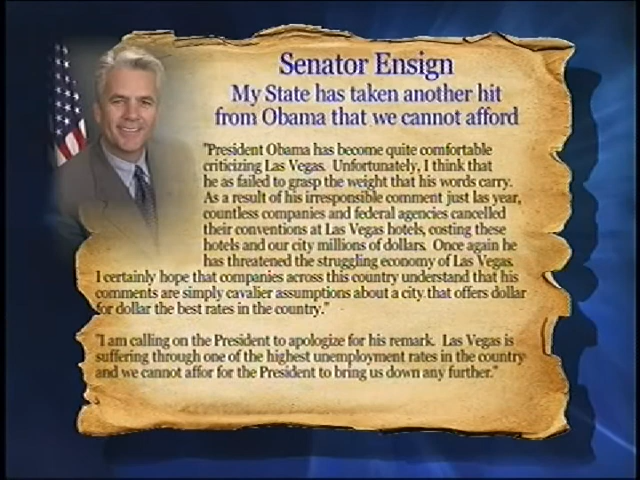 Senator Ensign
My State has taken another hit
from Obama that we cannot afford
"President Obama has become quite comfortable
criticizing Las Vegas. Unfortunately, I think that
he as failed to grasp the weight that his words carry.
As a result of his irresponsible comment just las year,
countless companies and federal agencies cancelled
their conventions at Las Vegas hotels, costing these
hotels and our city millions of dollars. Once again he
has threatened the struggling economy of Las Vegas.
I certainly hope that companies across this country understand that his
comments are simply cavalier assumptions about a city that offers dollar
for dollar the best rates in the country."
"I am calling on the President to apologize for his remark. Las Vegas is
suffering through one of the highest unemployment rates in the country
and we cannot affor for the President to bring us down any further."